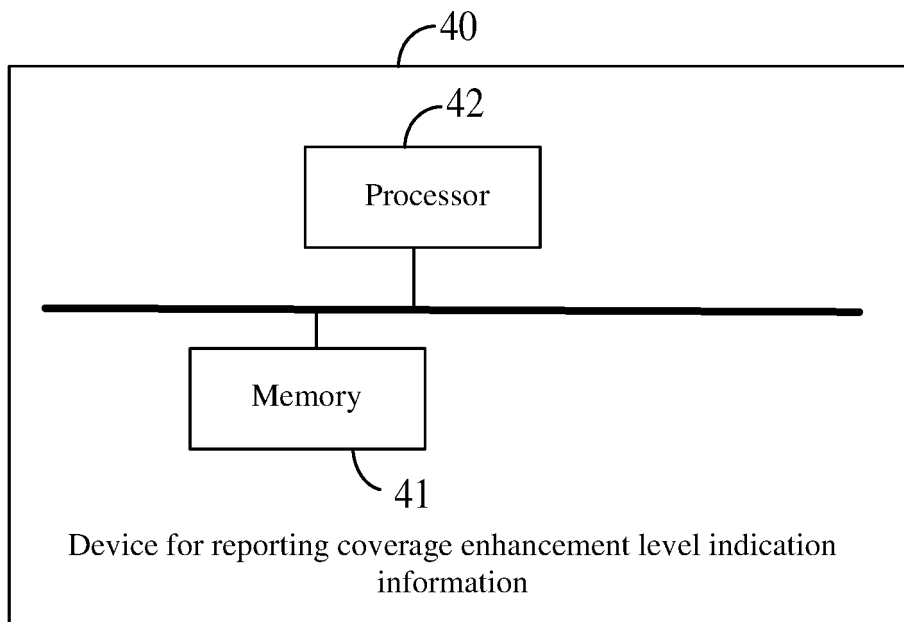 40
42
Processor
Memory
41
Device for reporting coverage enhancement level indication
information